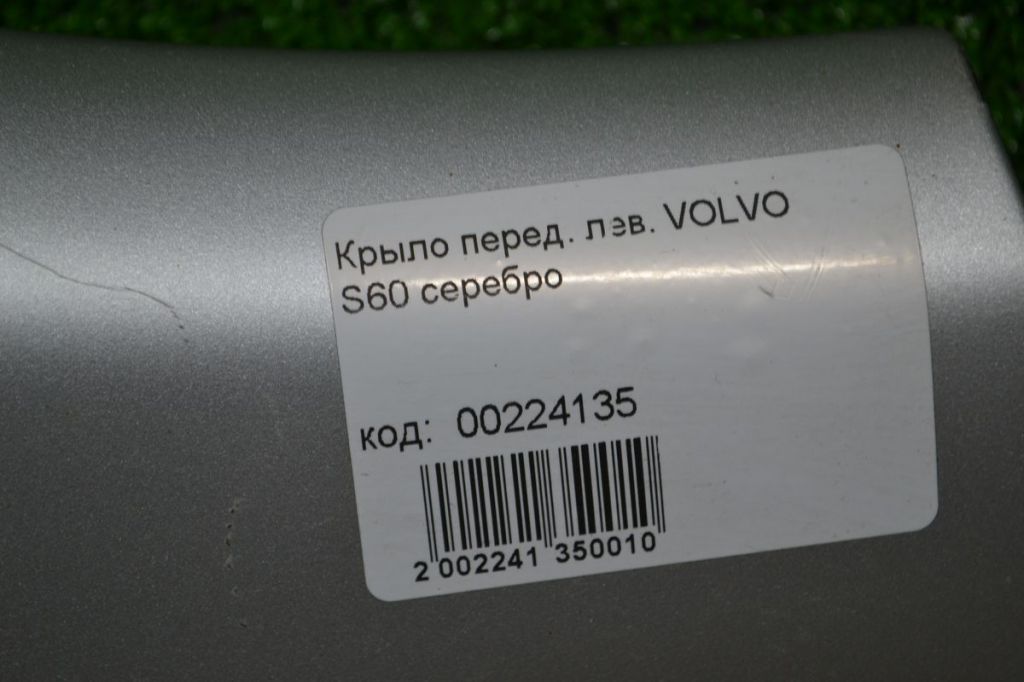 Крыло перед. лев. VOLVO
S60 серебро
код: 00224135
2 002241 350010